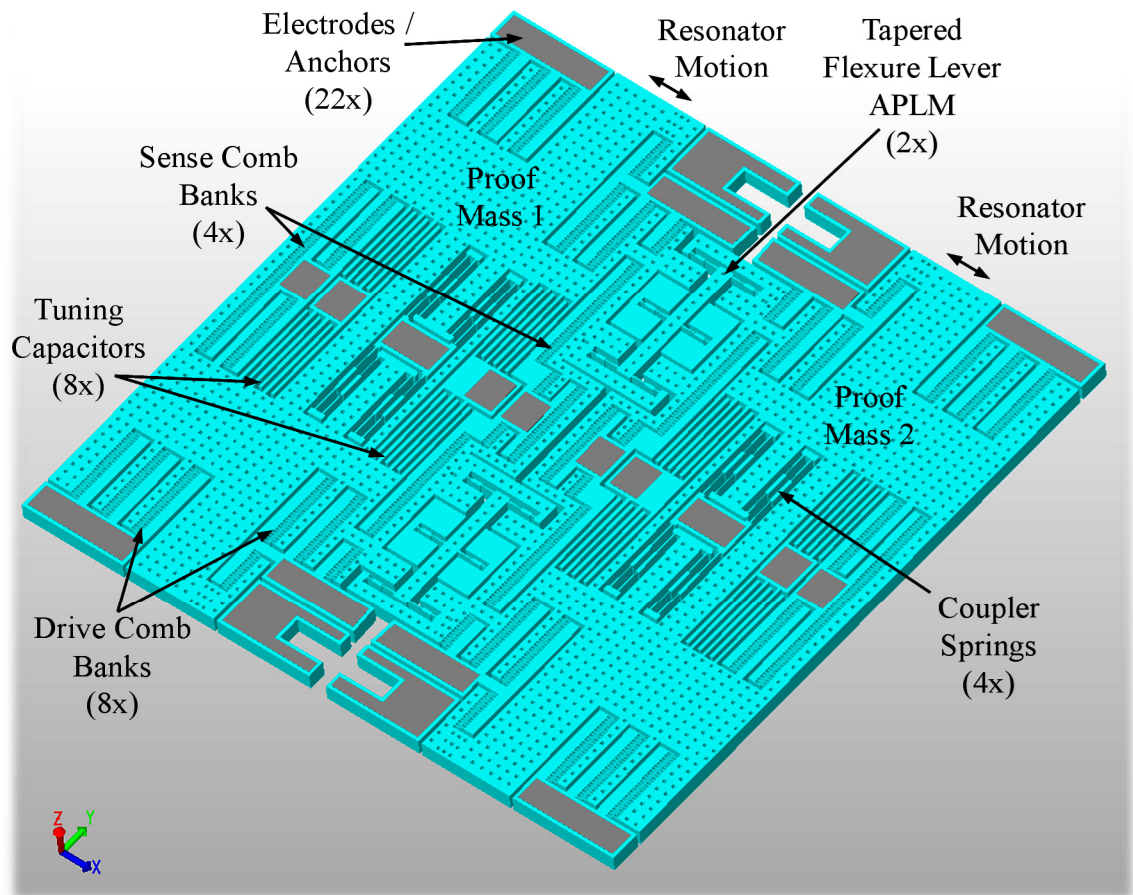 Electrodes /
Anchors
(22x)
Resonator
Motion
Tapered
Flexure Lever
APLM
(2x)
Sense Comb
Banks
(4x)
Proof
Mass 1
Resonator
Motion
Tuning
Capacitors
(8x)
Proof
Mass 2
Drive Comb
Banks
(8x)
Coupler
Springs
(4x)
Z
Y
X